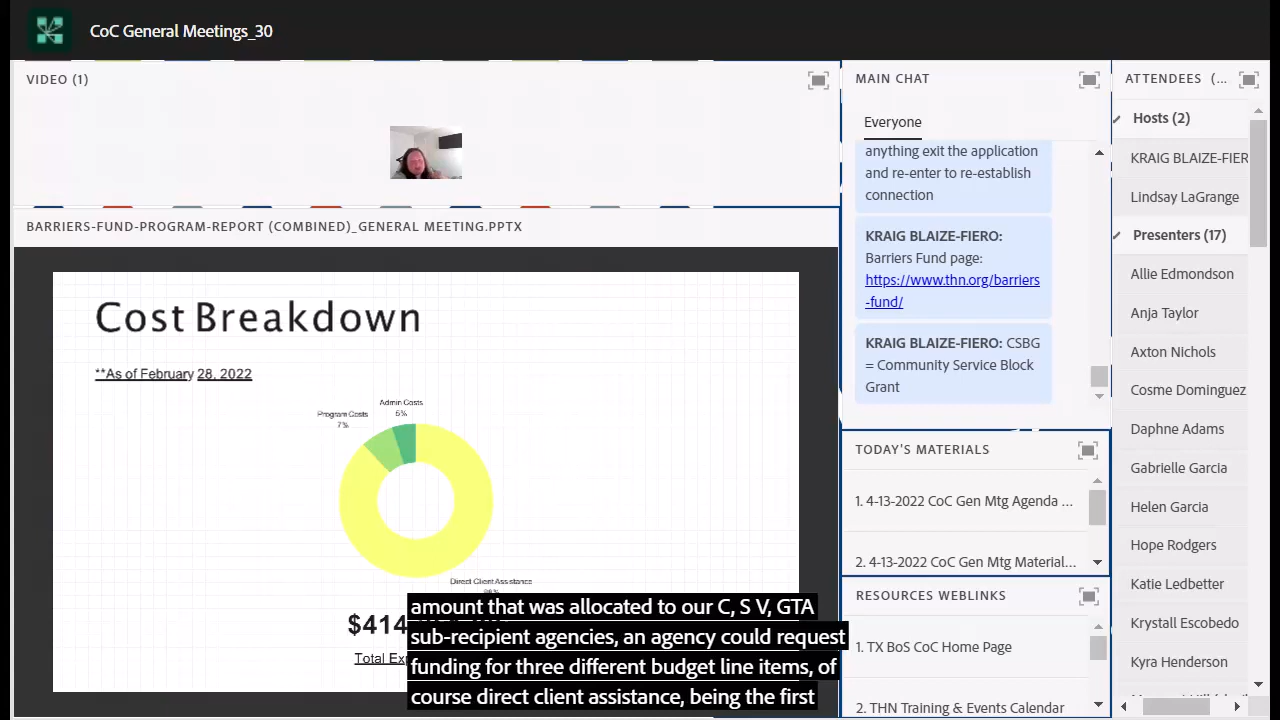 CoC General Meetings_30
VIDEO (1)
BARRIERS-FUND-PROGRAM-REPORT (COMBINED)_GENERAL MEETING.PPTX
Cost Breakdown
**As of February 28, 2022
Admin Costs
5%
Program Costs
7%
Direct Client Assistance
$414
Total Ex
amount that was allocated to our C, S V, GTA
sub-recipient agencies, an agency could request
funding for three different budget line items, of
course direct client assistance, being the first
MAIN CHAT
Everyone
anything exit the application
and re-enter to re-establish
connection
KRAIG BLAIZE-FIERO:
Barriers Fund page:
https://www.thn.org/barriers
-fund/
KRAIG BLAIZE-FIERO: CSBG
= Community Service Block
Grant
TODAY'S MATERIALS
1. 4-13-2022 CoC Gen Mtg Agenda ...
2. 4-13-2022 CoC Gen Mtg Material...
RESOURCES WEBLINKS
1. TX BoS CoC Home Page
2. THN Training & Events Calendar
ATTENDEES (...
Hosts (2)
KRAIG BLAIZE-FIER
Lindsay LaGrange
Presenters (17)
Allie Edmondson
Anja Taylor
Axton Nichols
Cosme Dominguez
Daphne Adams
Gabrielle Garcia
Helen Garcia
Hope Rodgers
Katie Ledbetter
Krystall Escobedo
Kyra Henderson